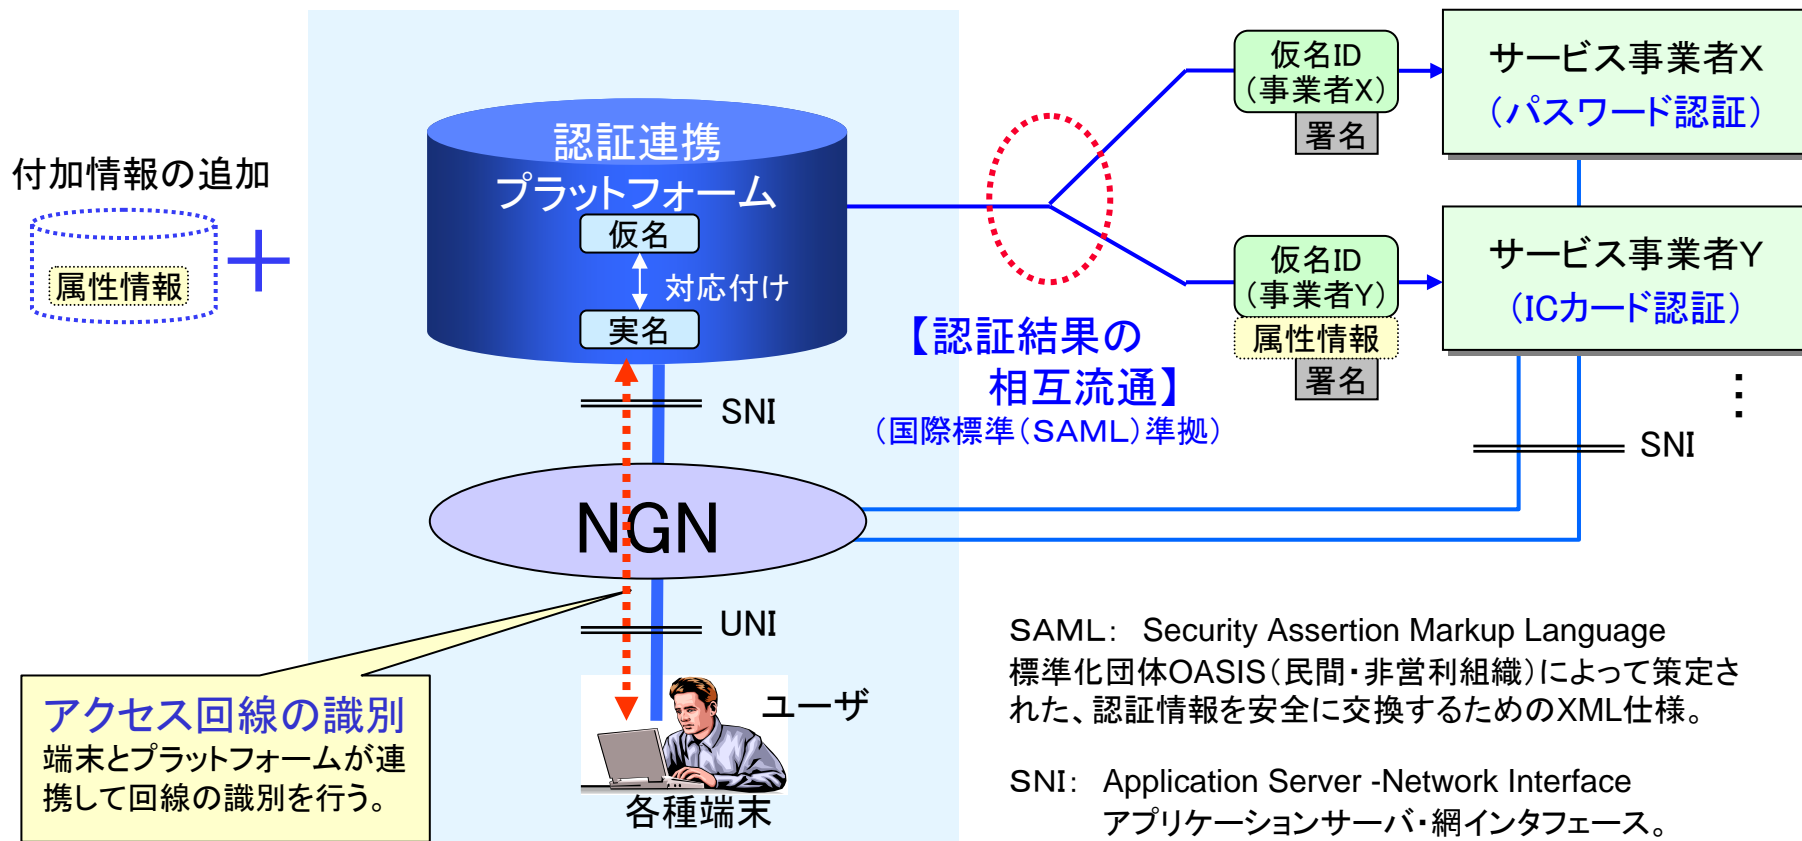 付加情報の追加
属性情報
認証連携
プラットフォーム
仮名
対応付け
実名
SNI
NGN
UNI
ユーザ
各種端末
アクセス回線の識別
端末とプラットフォームが連
携して回線の識別を行う。
【認証結果の
相互流通】
(国際標準(SAML)準拠)
仮名ID
(事業者X)
署名
サービス事業者X
(パスワード認証)
仮名ID
(事業者Y)
属性情報
署名
サービス事業者Y
(ICカード認証)
⋮
SNI
SAML: Security Assertion Markup Language
標準化団体OASIS(民間・非営利組織)によって策定さ
れた、認証情報を安全に交換するためのXML仕様。
SNI: Application Server -Network Interface
アプリケーションサーバ・網インタフェース。